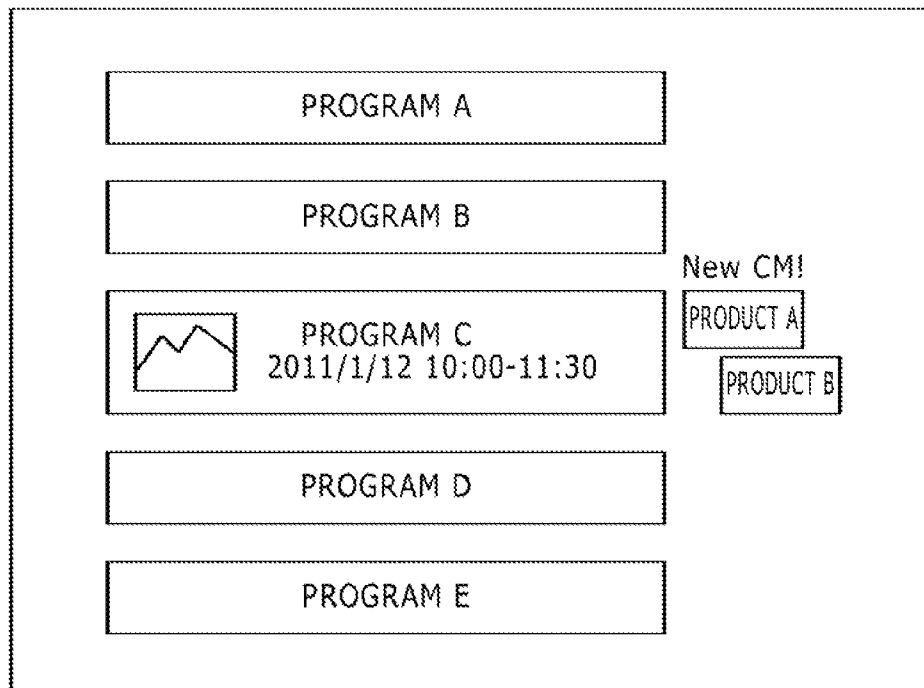 PROGRAM A
PROGRAM B
New CM!
PROGRAM C
2011/1/12 10:00-11:30
PRODUCT A
PRODUCT B
PROGRAM D
PROGRAM E